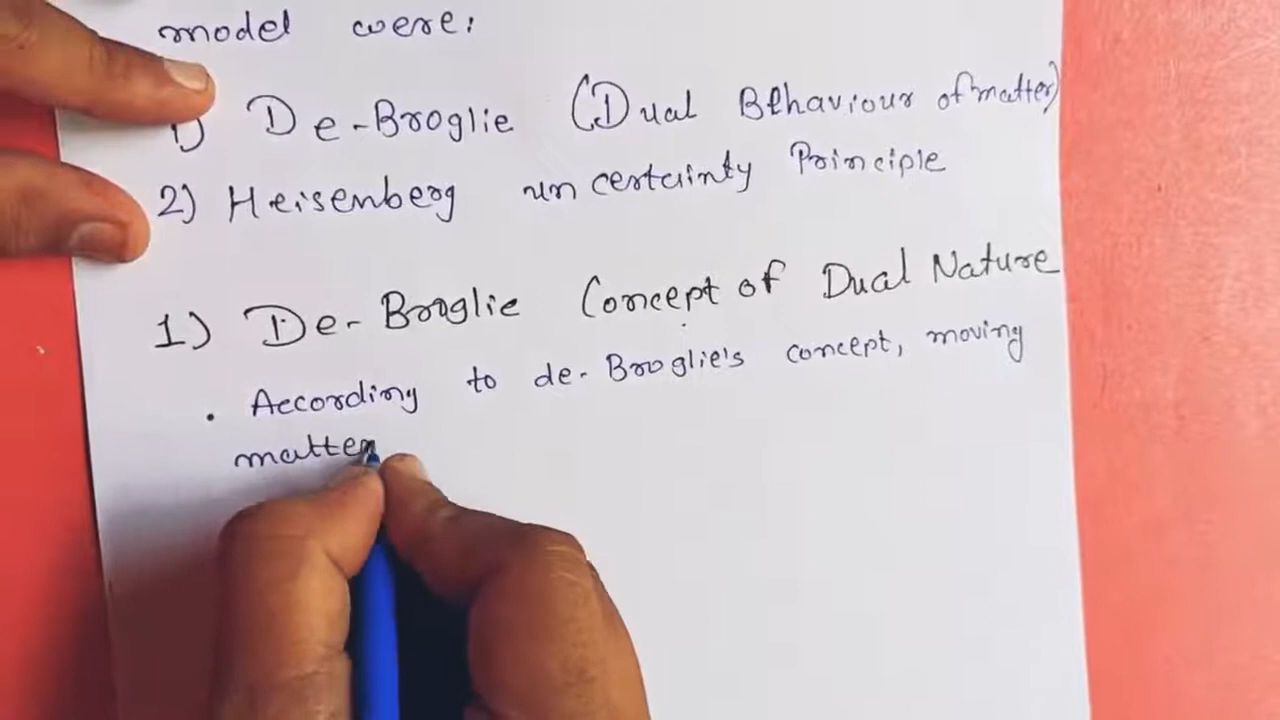 model were:
1) De-Broglie (Dual Behaviour of matter)
2) Heisenberg uncertainty Principle
1) De-Broglie Concept of Dual Nature
. According to de-Broglie's concept, moving
matter